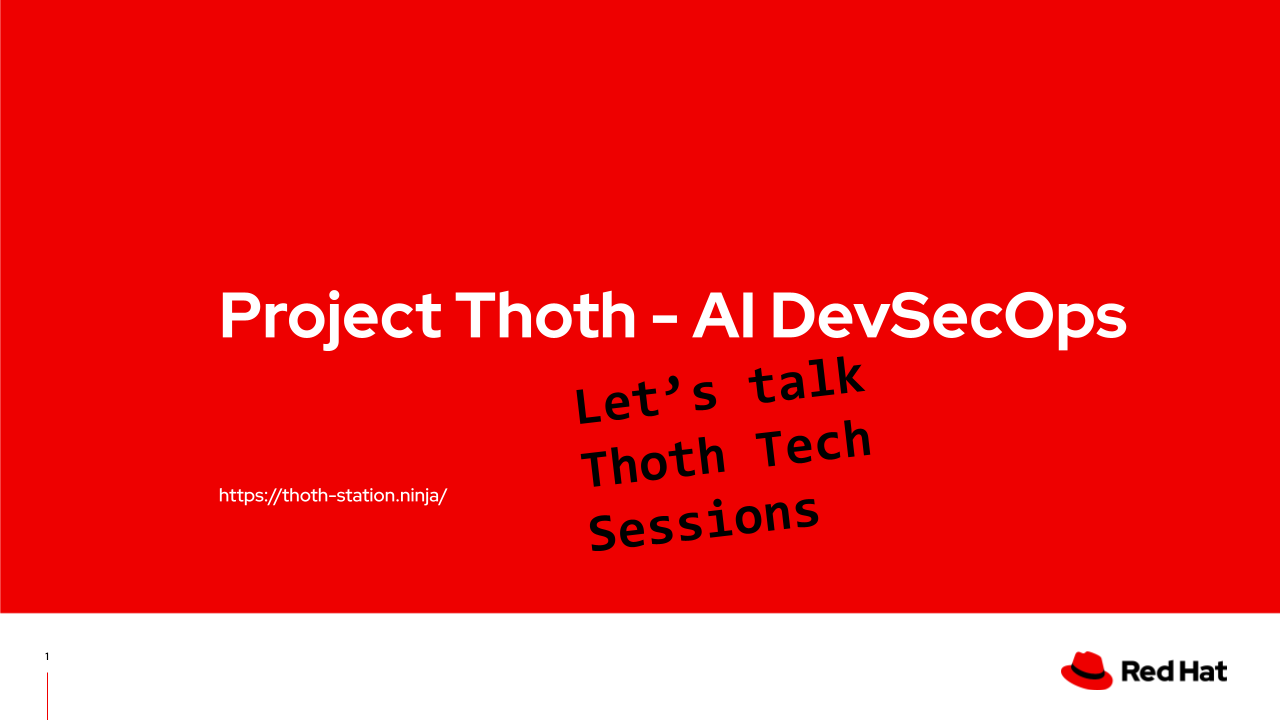 Project Thoth - AI DevSecOps
Let’s talk
Thoth Tech
Sessions
https://thoth-station.ninja/
1
Red Hat